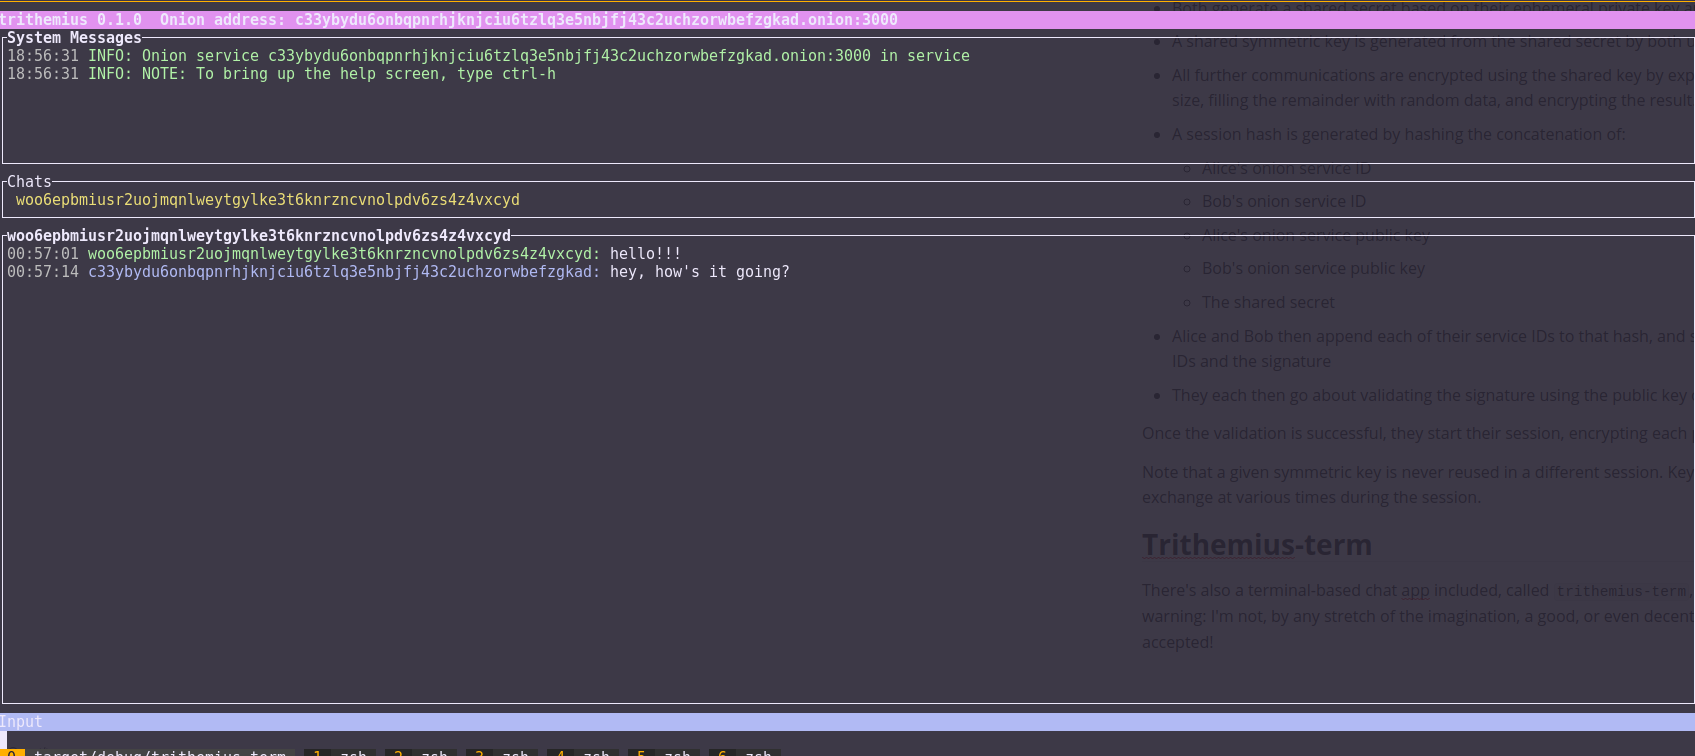 trithemius 0.1.0  Onion address: c33ybydu6onbqpnrhjknjciu6tzlq3e5nbjfj43c2uchzorwbefzgkad.onion:3000
Both generate a shared secret based on their ephemeral private key
System Messages
A shared symmetric key is generated from the shared secret by both
18:56:31 INFO: Onion service c33ybydu6onbqpnrhjknjciu6tzlq3e5nbjfj43c2uchzorwbefzgkad.onion:3000 in service
18:56:31 INFO: NOTE: To bring up the help screen, type ctrl-h
All further communications are encrypted using the shared key by
size, filling the remainder with random data, and encrypting the result
A session hash is generated by hashing the concatenation of:
Alice's onion service ID
Chats
woo6epbmiusr2uojmqnlweytgylke3t6knrzncvnolpdv6zs4z4vxcyd
Bob's onion service ID
woo6epbmiusr2uojmqnlweytgylke3t6knrzncvnolpdv6zs4z4vxcyd
Alice's onion service public key
00:57:01 woo6epbmiusr2uojmqnlweytgylke3t6knrzncvnolpdv6zs4z4vxcyd: hello!!!
00:57:14 c33ybydu6onbqpnrhjknjciu6tzlq3e5nbjfj43c2uchzorwbefzgkad: hey, how's it going?
Bob's onion service public key
The shared secret
Alice and Bob then append each of their service IDs to that hash, and
IDs and the signature
They each then go about validating the signature using the public key
Once the validation is successful, they start their session, encrypting each
Note that a given symmetric key is never reused in a different session. Key
exchange at various times during the session.
Trithemius-term
There's also a terminal-based chat app included, called trithemius-term,
warning: I'm not, by any stretch of the imagination, a good, or even decent
accepted!
Input
0 target/debug/trithemius-term 1 zsh 2 zsh 3 zsh 4 zsh 5 zsh 6 zsh